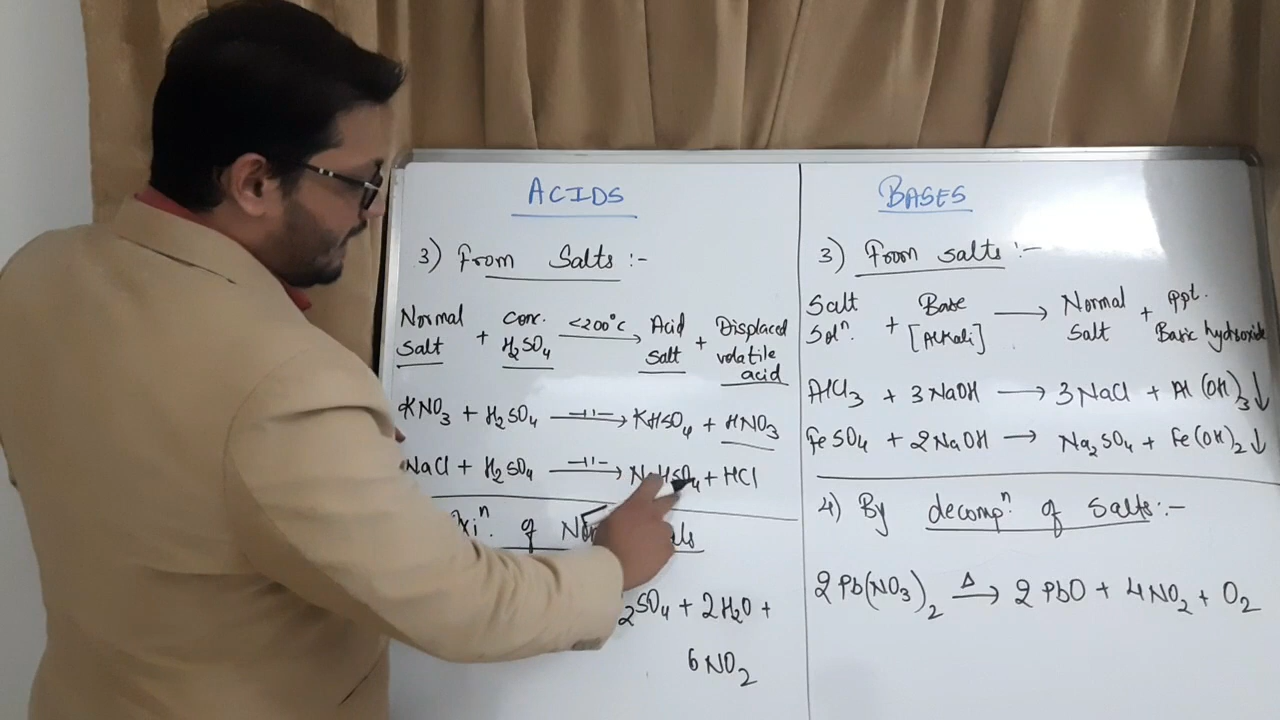 ACIDS
3) From Salts :-
Normal Salt + Conc. H₂SO₄ <200°C → Acid Salt + Displaced volatile acid
KNO₃ + H₂SO₄ —"— → KHSO₄ + HNO₃
NaCl + H₂SO₄ —"— → NaHSO₄ + HCl
of
₂SO₄ + 2H₂O +
6NO₂
BASES
3) From salts :-
Salt Solⁿ. + Base [Alkali] → Normal Salt + ppt. Basic hydroxide
AlCl₃ + 3NaOH → 3NaCl + Al(OH)₃↓
FeSO₄ + 2NaOH → Na₂SO₄ + Fe(OH)₂↓
4) By decompⁿ. of Salts :-
2Pb(NO₃)₂ Δ→ 2PbO + 4NO₂ + O₂